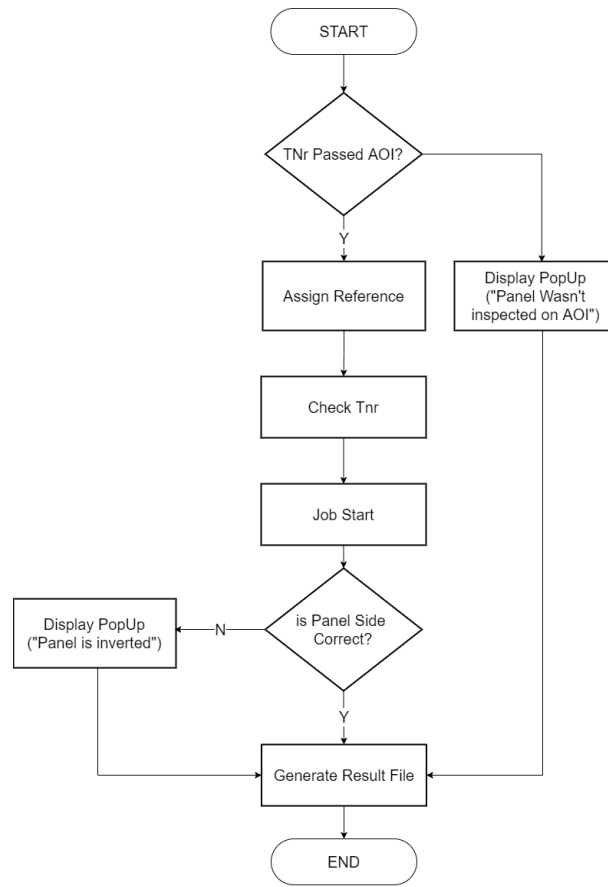 START
TNr Passed AOI?
Y
Assign Reference
Display PopUp
("Panel Wasn't
inspected on AOI")
Check Tnr
Job Start
is Panel Side
Correct?
N
Display PopUp
("Panel is inverted")
Y
Generate Result File
END